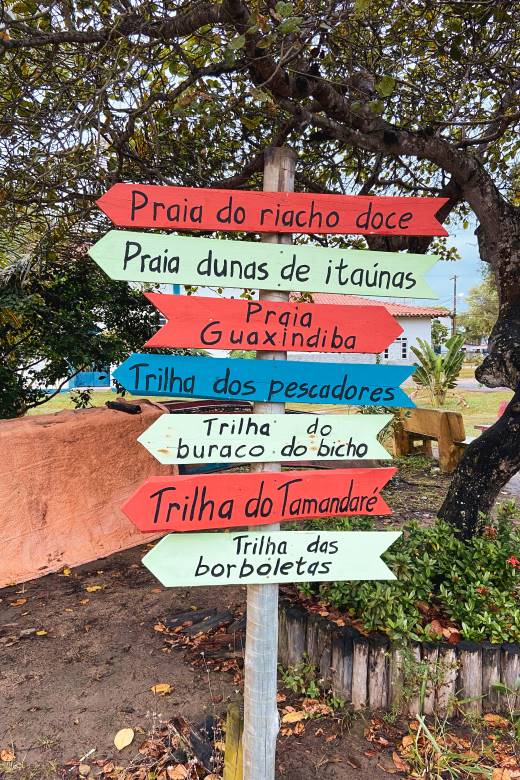 Praia do riacho doce
Praia dunas de itaúnas
Praia
Guaxindiba
Trilha dos pescadores
Trilha do
buraco do bicho
Trilha do Tamandaré
Trilha das
borboletas